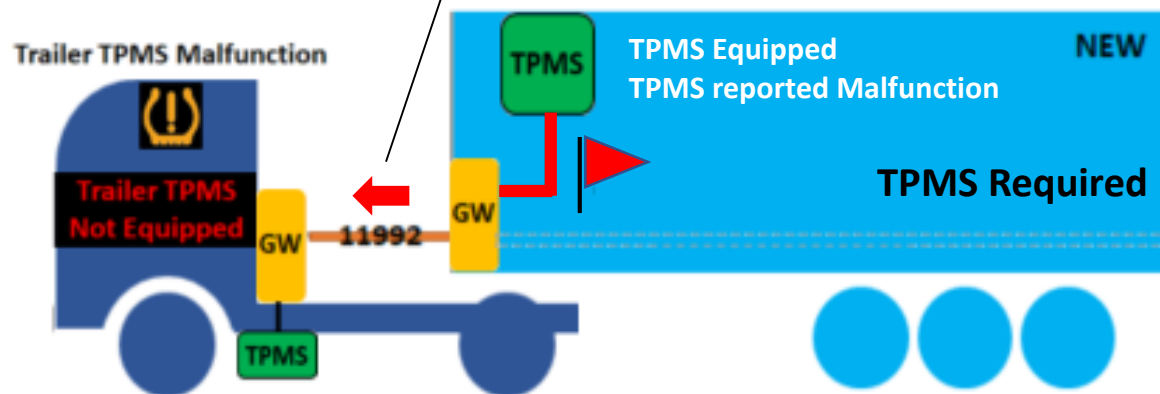 Trailer TPMS Malfunction
Trailer TPMS
Not Equipped
GW
TPMS
11992
GW
TPMS
TPMS Equipped
TPMS reported Malfunction
NEW
TPMS Required